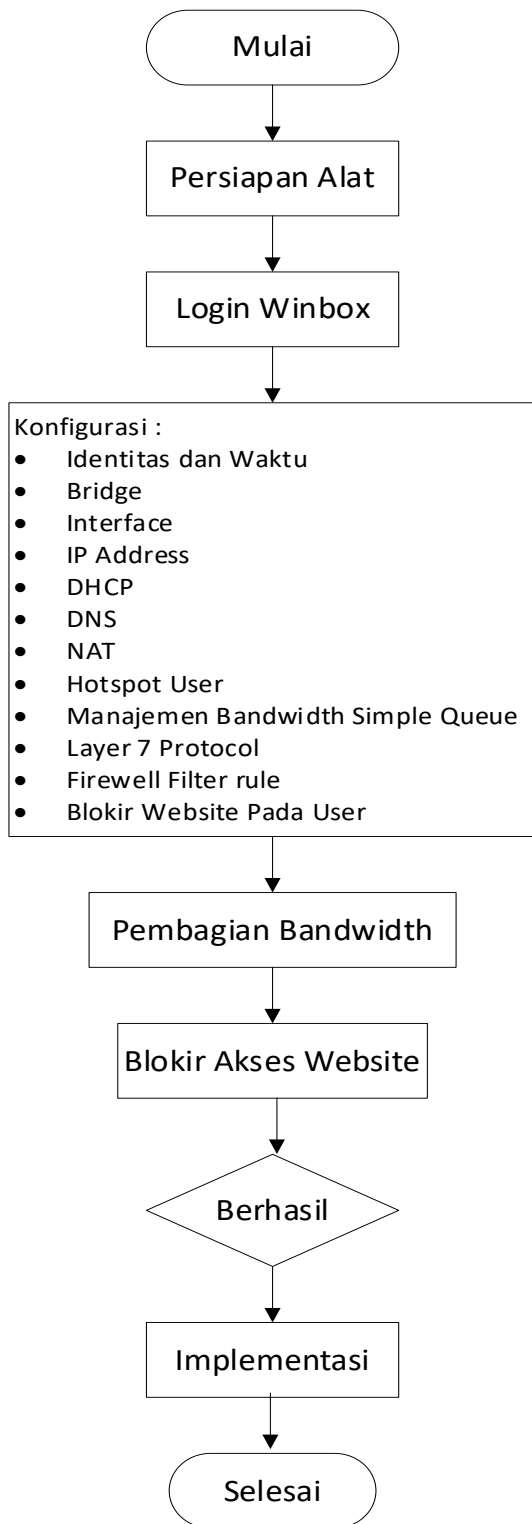 Mulai
Persiapan Alat
Login Winbox
Konfigurasi :
• Identitas dan Waktu
• Bridge
• Interface
• IP Address
• DHCP
• DNS
• NAT
• Hotspot User
• Manajemen Bandwidth Simple Queue
• Layer 7 Protocol
• Firewell Filter rule
• Blokir Website Pada User
Pembagian Bandwidth
Blokir Akses Website
Berhasil
Implementasi
Selesai